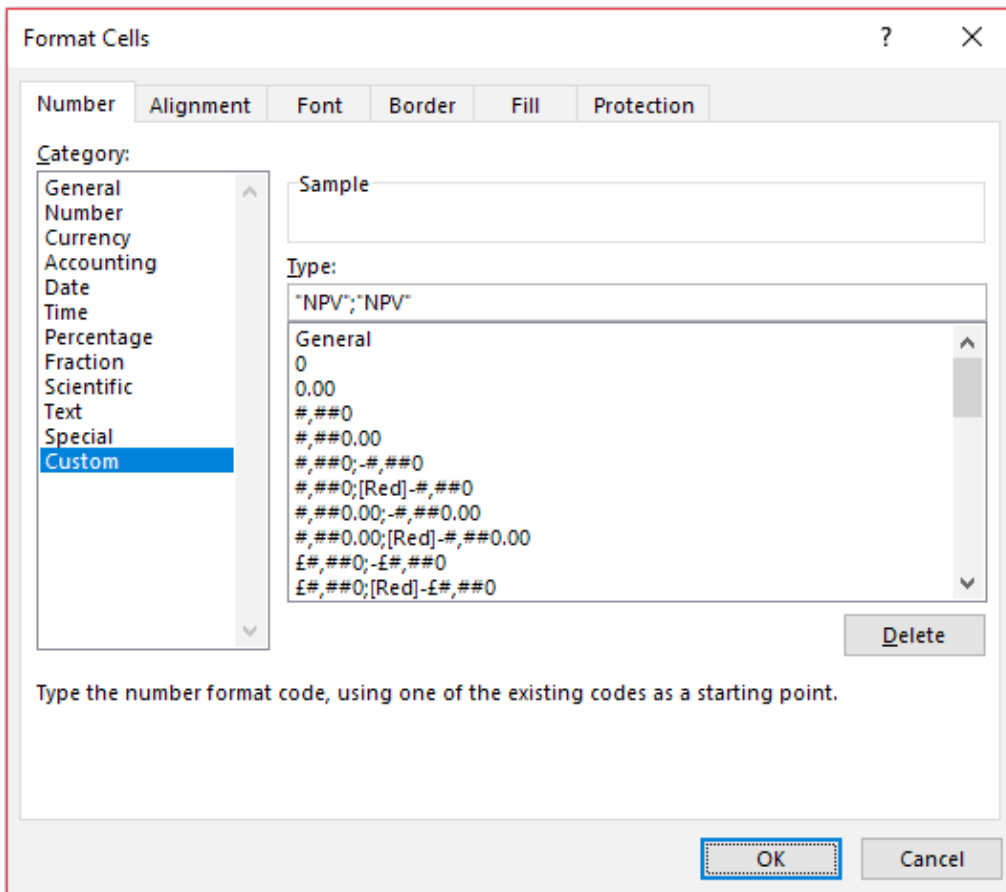 Format Cells
?
Number Alignment Font Border Fill Protection
Category:
General
Number
Currency
Accounting
Date
Time
Percentage
Fraction
Scientific
Text
Special
Custom
Sample
Type:
"NPV";"NPV"
General
0
0.00
#,##0
#,##0.00
#,##0;-#,##0
#,##0;[Red]-#,##0
#,##0.00;-#,##0.00
#,##0.00;[Red]-#,##0.00
£#,##0;-£#,##0
£#,##0;[Red]-£#,##0
Delete
Type the number format code, using one of the existing codes as a starting point.
OK Cancel